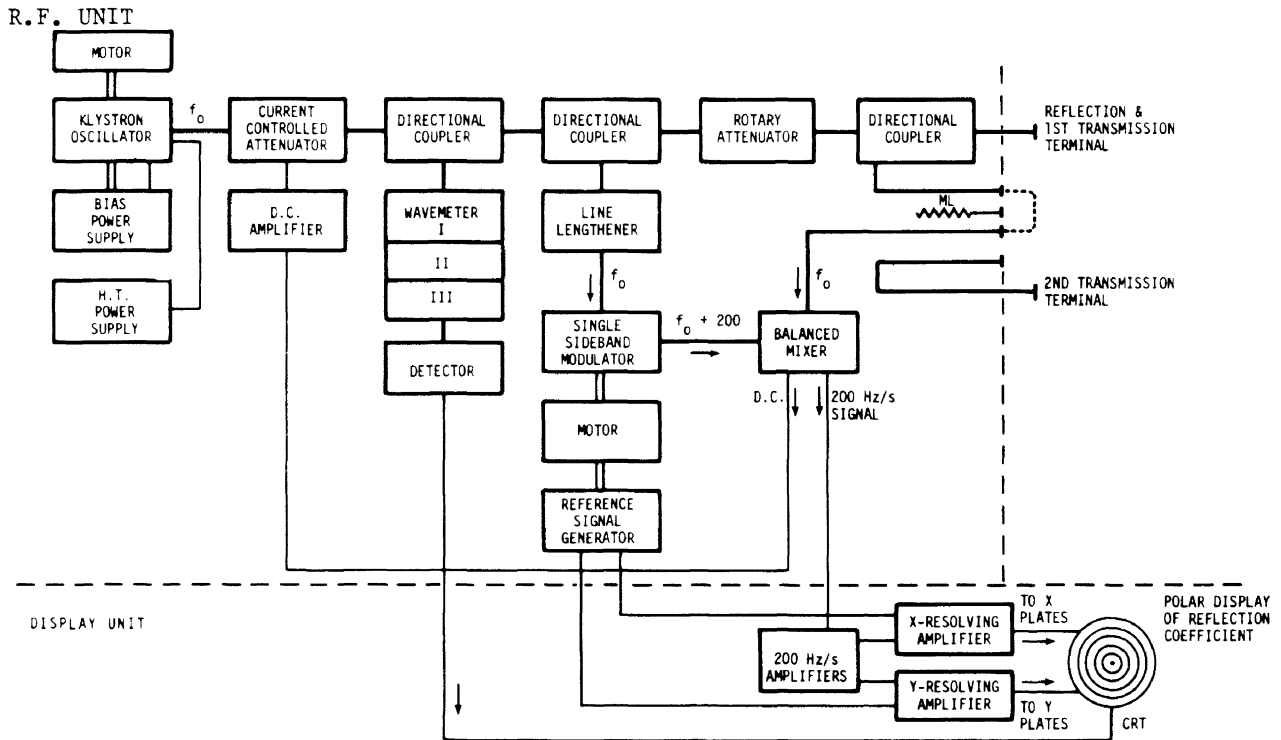 R.F. UNIT
MOTOR
KLYSTRON
OSCILLATOR
f₀
CURRENT
CONTROLLED
ATTENUATOR
DIRECTIONAL
COUPLER
DIRECTIONAL
COUPLER
ROTARY
ATTENUATOR
DIRECTIONAL
COUPLER
REFLECTION &
1ST TRANSMISSION
TERMINAL
BIAS
POWER
SUPPLY
D.C.
AMPLIFIER
WAVEMETER
I
II
III
LINE
LENGTHENER
ML
H.T.
POWER
SUPPLY
f₀
f₀
2ND TRANSMISSION
TERMINAL
DETECTOR
SINGLE
SIDEBAND
MODULATOR
f₀ + 200
BALANCED
MIXER
D.C.
200 Hz/s
SIGNAL
MOTOR
REFERENCE
SIGNAL
GENERATOR
DISPLAY UNIT
200 Hz/s
AMPLIFIERS
X-RESOLVING
AMPLIFIER
Y-RESOLVING
AMPLIFIER
TO X
PLATES
TO Y
PLATES
POLAR DISPLAY
OF REFLECTION
COEFFICIENT
CRT